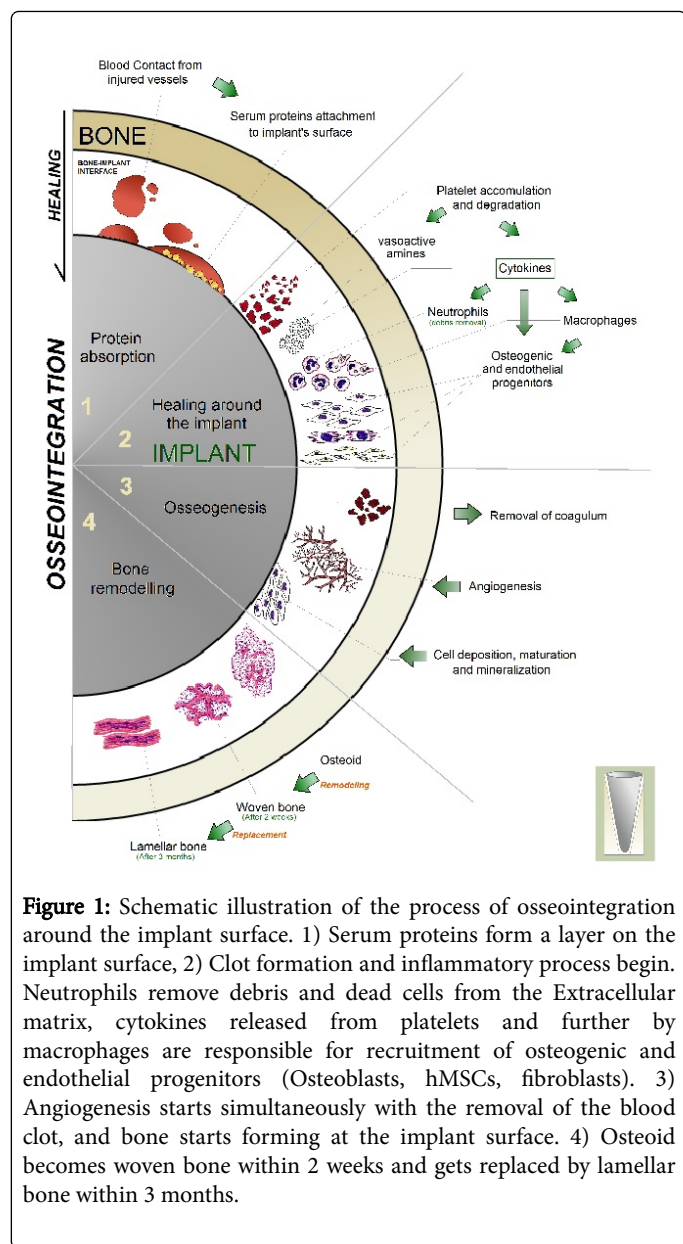 Blood Contact from
injured vessels
Serum proteins attachment
to implant's surface
BONE
BONE-IMPLANT
INTERFACE
HEALING
Platelet accomulation
and degradation
vasoactive
amines
Cytokines
Neutrophils
(debris removal)
Macrophages
Osteogenic
and endothelial
progenitors
OSSEOINTEGRATION
Protein
absorption
1
Healing around
the implant
2
IMPLANT
3
Osseogenesis
4
Bone
remodelling
Removal of coagulum
Angiogenesis
Cell deposition, maturation
and mineralization
Osteoid
Remodeling
Woven bone
(After 2 weeks)
Replacement
Lamellar bone
(After 3 months)
Figure 1: Schematic illustration of the process of osseointegration
around the implant surface. 1) Serum proteins form a layer on the
implant surface, 2) Clot formation and inflammatory process begin.
Neutrophils remove debris and dead cells from the Extracellular
matrix, cytokines released from platelets and further by
macrophages are responsible for recruitment of osteogenic and
endothelial progenitors (Osteoblasts, hMSCs, fibroblasts). 3)
Angiogenesis starts simultaneously with the removal of the blood
clot, and bone starts forming at the implant surface. 4) Osteoid
becomes woven bone within 2 weeks and gets replaced by lamellar
bone within 3 months.